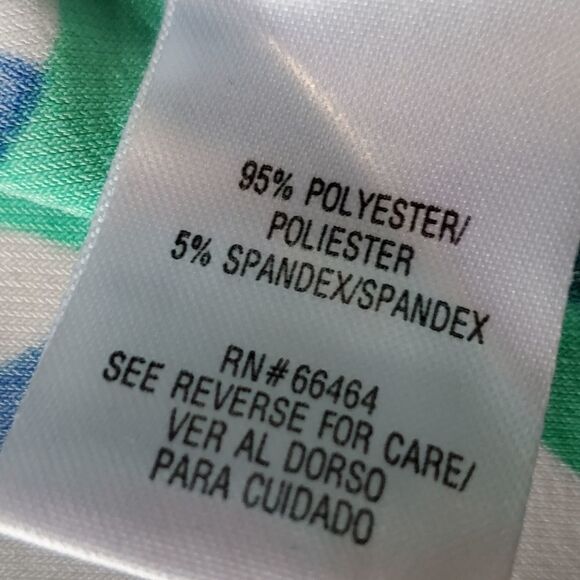 95% POLYESTER/
POLIESTER
5% SPANDEX/SPANDEX
RN#66464
SEE REVERSE FOR CARE/
VER AL DORSO
PARA CUIDADO